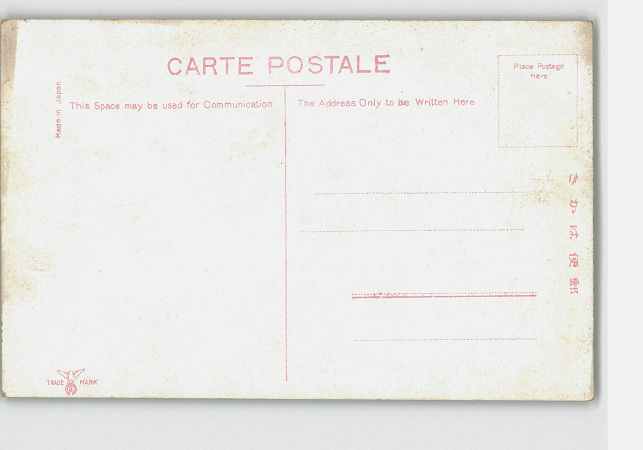 CARTE POSTALE
Place Postage
Here
Made in Japan
This Space may be used for Communication
The Address Only to be Written Here
郵便はかき
TRADE MARK